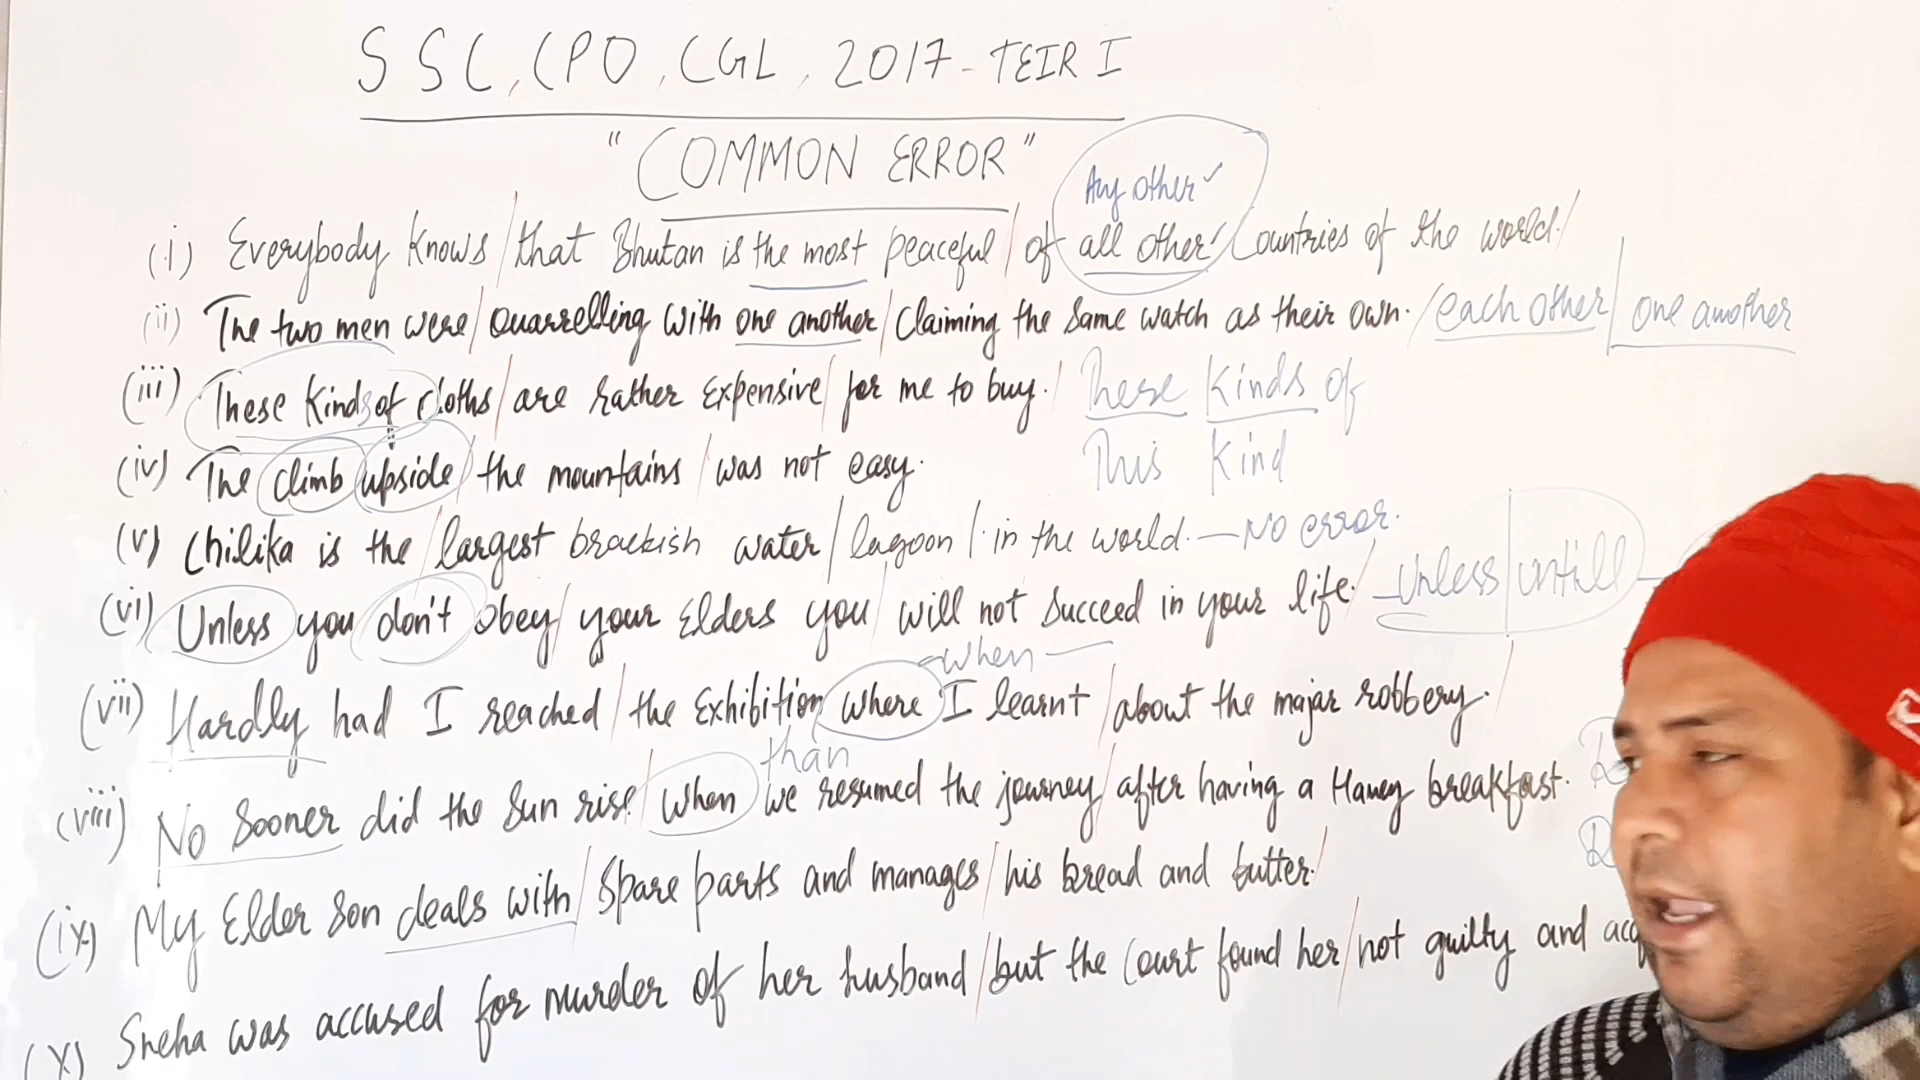 SSC, CPO, CGL, 2017 - TEIR I
"COMMON ERROR"
Any other ✓
(i) Everybody Knows / that Bhutan is the most peaceful / of all other Countries of the world. /
(ii) The two men were / Quarrelling with one another / Claiming the Same watch as their own. / each other | one another
(iii) These Kinds of cloths / are rather Expensive / for me to buy. / These Kinds of
This Kind
(iv) The climb upside / the mountains / was not easy.
(v) Chilika is the / largest brackish water / lagoon / in the world. — No error.
(vi) Unless you don't obey / your Elders you / will not Succeed in your life. / Unless | untill
when
(vii) Hardly had I reached / the Exhibition where I learnt / about the majar robbery. /
than
(viii) No Sooner did the Sun rise / when we resumed the journey / after having a breakfast.
(ix) My Elder Son deals with / Spare parts and manages / his bread and butter. /
(x) Sneha was accused for murder of her husband / but the Court found her / not guilty and